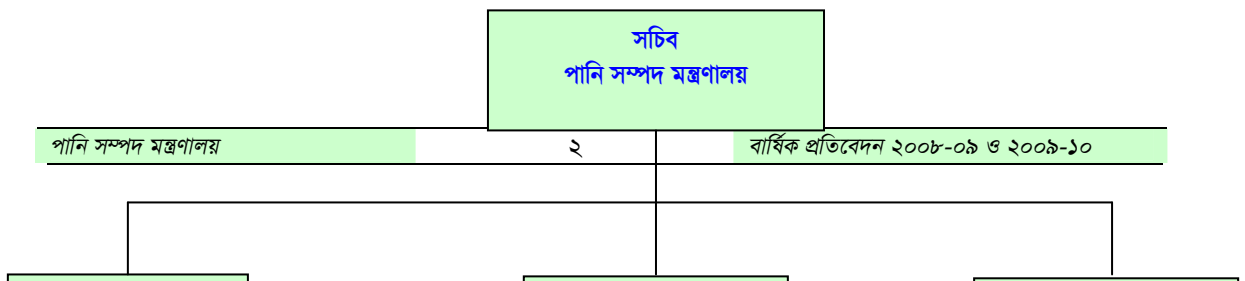 সচিব
পানি সম্পদ মন্ত্রণালয়
পানি সম্পদ মন্ত্রণালয় ২ বার্ষিক প্রতিবেদন ২০০৮-০৯ ও ২০০৯-১০